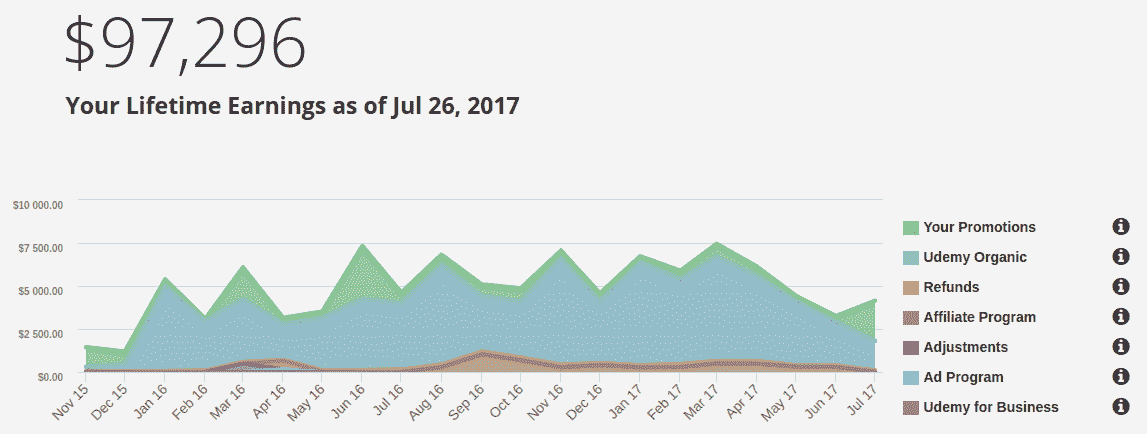 $97,296
Your Lifetime Earnings as of Jul 26, 2017
$10 000.00
$7 500.00
$5 000.00
$2 500.00
$0.00
Nov 15
Dec 15
Jan 16
Feb 16
Mar 16
Apr 16
May 16
Jun 16
Jul 16
Aug 16
Sep 16
Oct 16
Nov 16
Dec 16
Jan 17
Feb 17
Mar 17
Apr 17
May 17
Jun 17
Jul 17
Your Promotions
Udemy Organic
Refunds
Affiliate Program
Adjustments
Ad Program
Udemy for Business